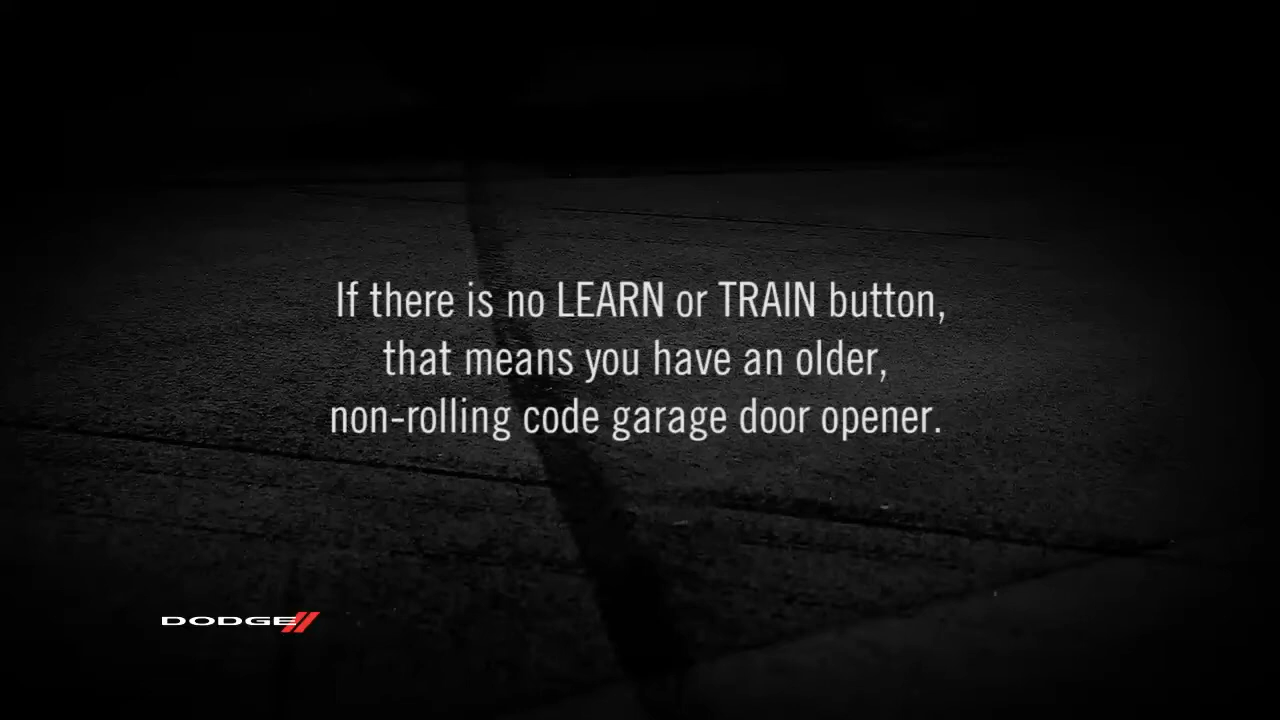 If there is no LEARN or TRAIN button,
that means you have an older,
non-rolling code garage door opener.
DODGE